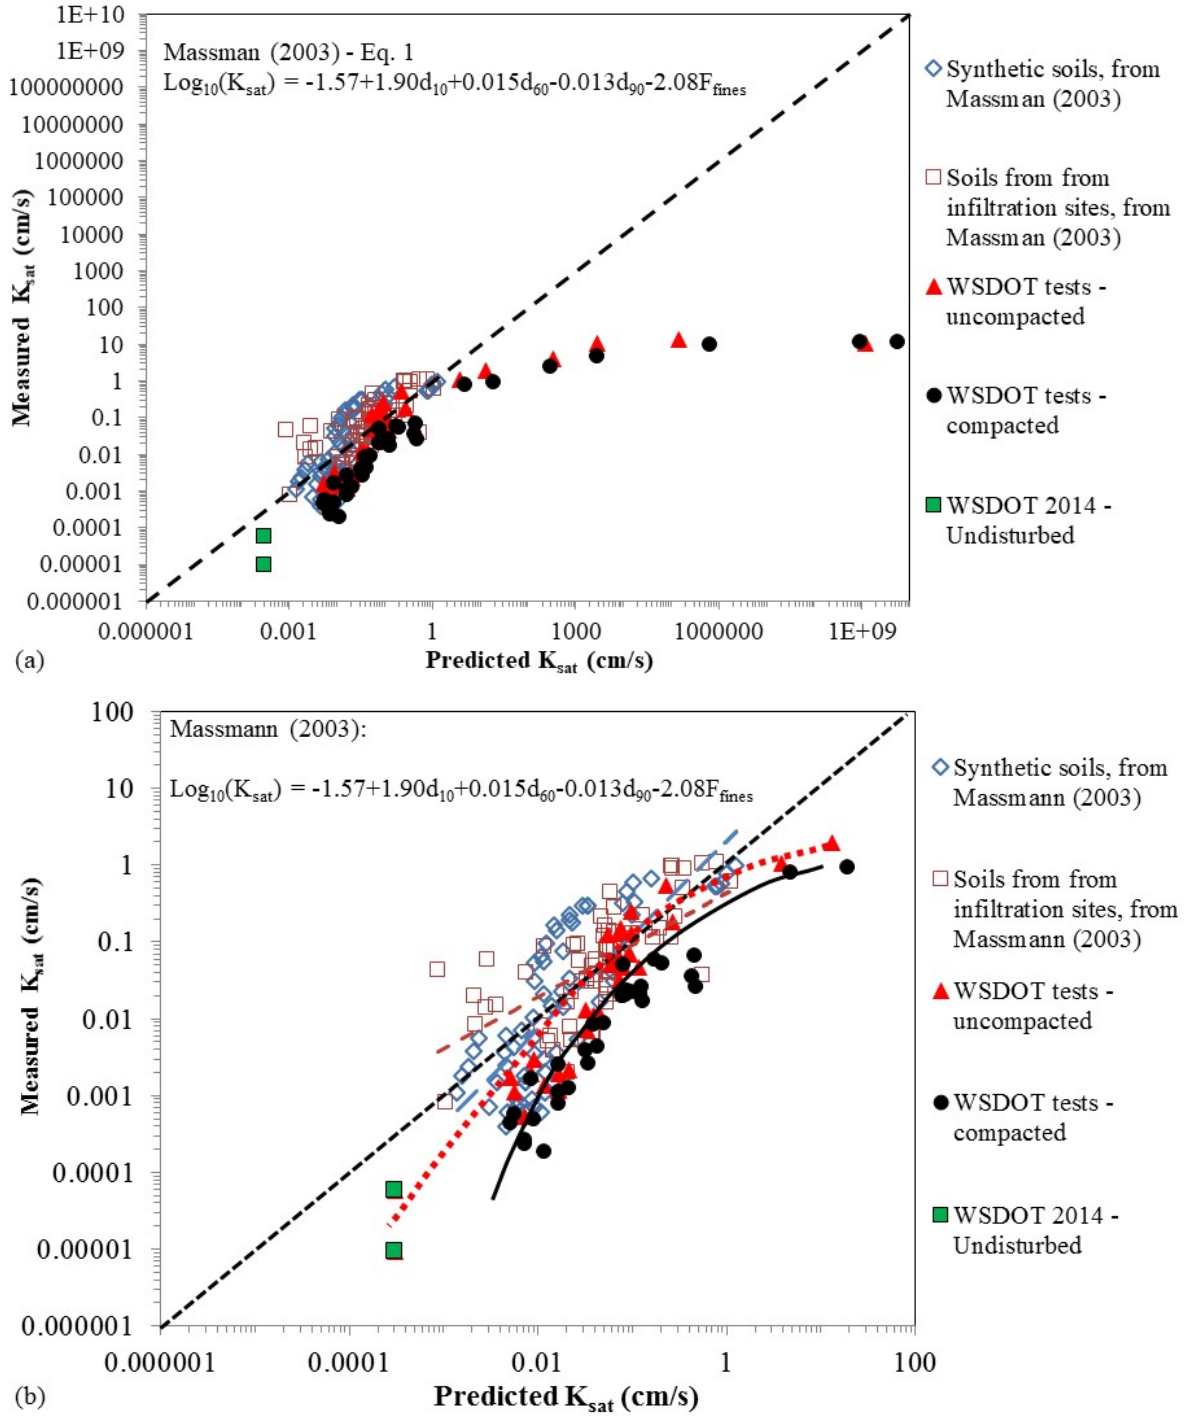 1E+10
1E+09
100000000
10000000
1000000
100000
10000
1000
100
10
1
0.1
0.01
0.001
0.0001
0.00001
0.000001
Measured K_sat (cm/s)
Massman (2003) - Eq. 1
Log10(Ksat) = -1.57+1.90d10+0.015d60-0.013d90-2.08Ffines
0.000001 0.001 1 1000 1000000 1E+09
Predicted Ksat (cm/s)
(a)
Synthetic soils, from
Massman (2003)
Soils from from
infiltration sites, from
Massman (2003)
WSDOT tests -
uncompacted
WSDOT tests -
compacted
WSDOT 2014 -
Undisturbed
100
10
1
0.1
0.01
0.001
0.0001
0.00001
0.000001
Measured Ksat (cm/s)
Massmann (2003):
Log10(Ksat) = -1.57+1.90d10+0.015d60-0.013d90-2.08Ffines
0.000001 0.0001 0.01 1 100
Predicted Ksat (cm/s)
(b)
Synthetic soils, from
Massmann (2003)
Soils from from
infiltration sites, from
Massmann (2003)
WSDOT tests -
uncompacted
WSDOT tests -
compacted
WSDOT 2014 -
Undisturbed